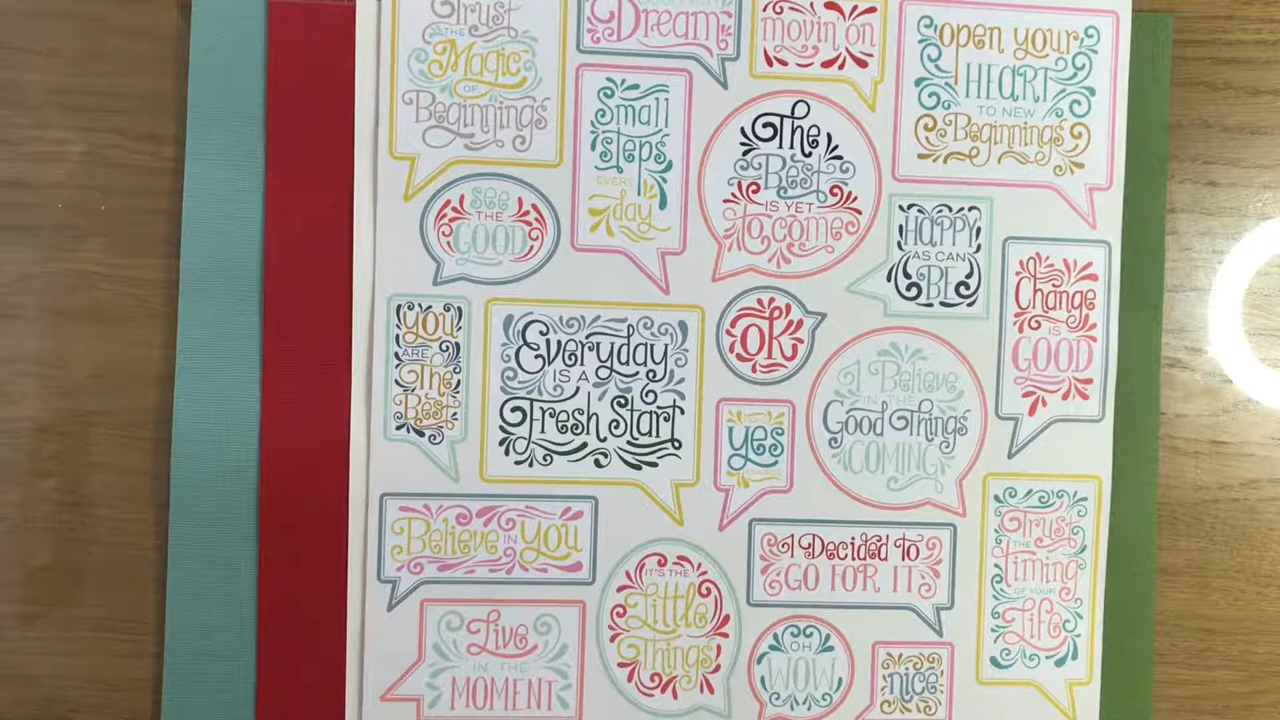 Trust
THE
Magic
OF
Beginnings
Dream
movin' on
open your
HEART
TO NEW
Beginnings
Small
steps
EVERY
day
The
Best
IS YET
to come
see
THE
GOOD
HAPPY
AS CAN
BE
Change
IS
GOOD
you
ARE
The
Best
Everyday
IS A
Fresh Start
ok
I Believe
IN THE
Good Things
COMING
yes
Believe IN You
I Decided to
GO FOR IT
Trust
THE
timing
OF YOUR
Life
IT'S THE
Little
Things
Live
IN THE
MOMENT
OH
WOW
nice